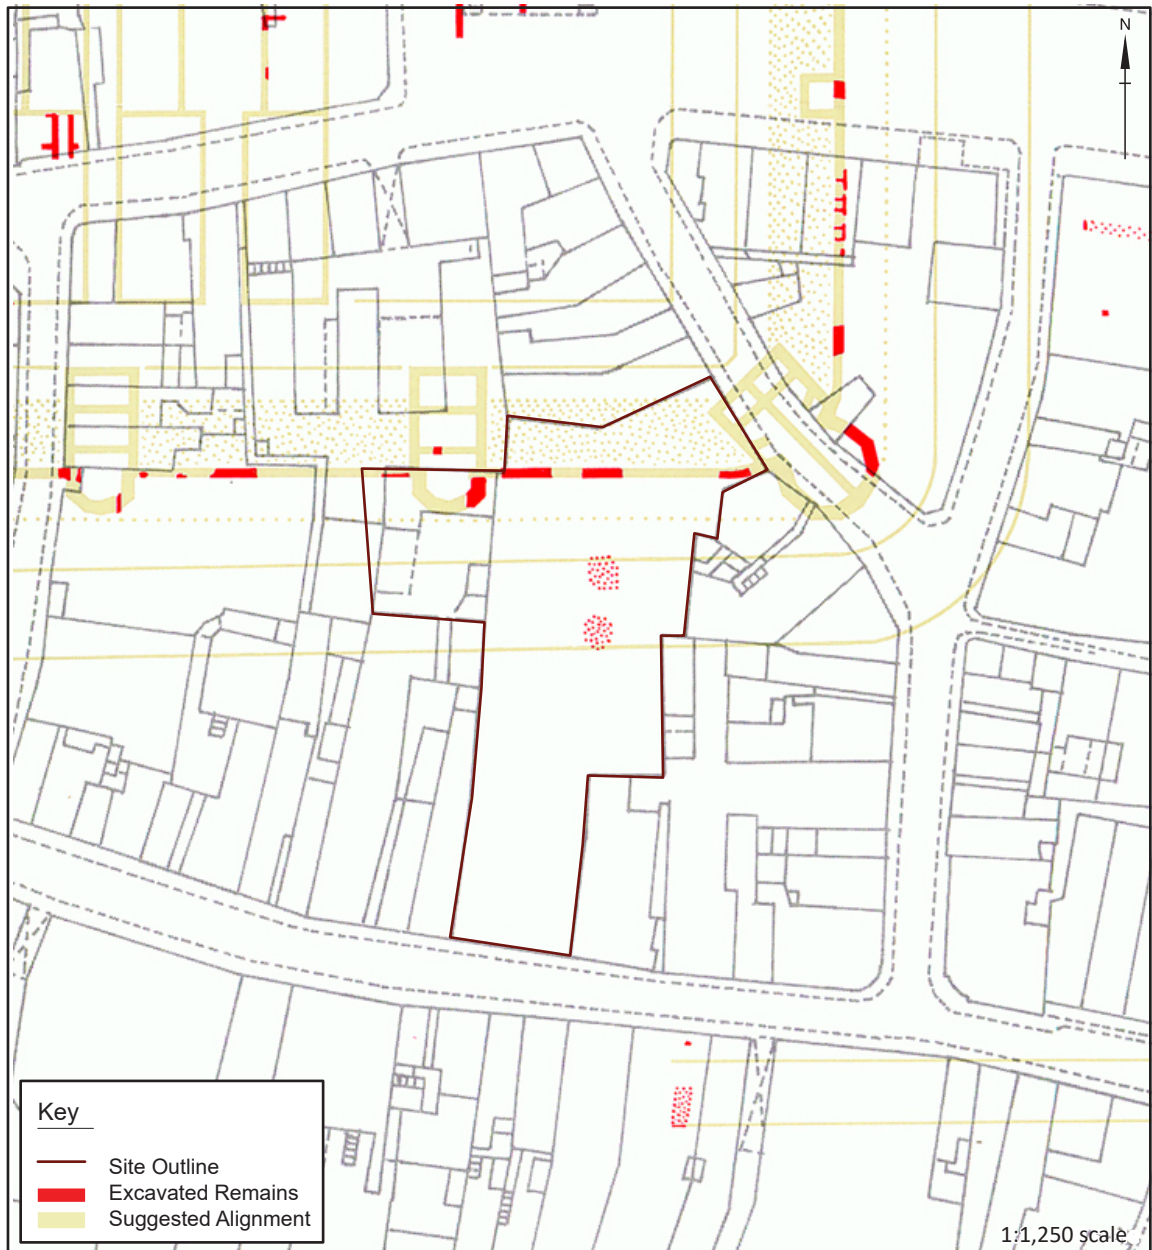 N
Key
Site Outline
Excavated Remains
Suggested Alignment
1:1,250 scale